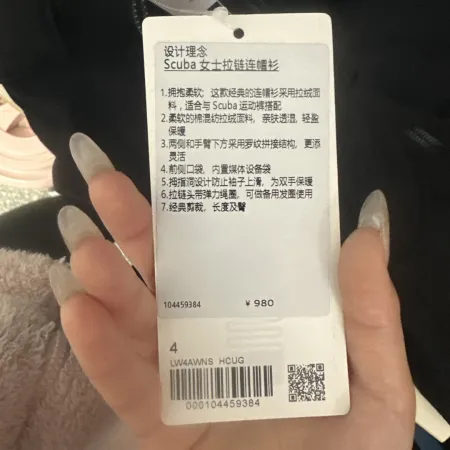 设计理念
Scuba 女士拉链连帽衫
1.拥抱柔软：这款经典的连帽衫采用拉绒面
料，适合与 Scuba 运动裤搭配
2.柔软的棉混纺拉绒面料，亲肤透湿，轻盈
保暖
3.两侧和手臂下方采用罗纹拼接结构，更添
灵活
4.前侧口袋，内置媒体设备袋
5.拇指洞设计防止袖子上滑，为双手保暖
6.拉链头带弹力绳圈，可做备用发圈使用
7.经典剪裁，长度及臀
104459384 ￥980
4
LW4AWNS HCUG
000104459384